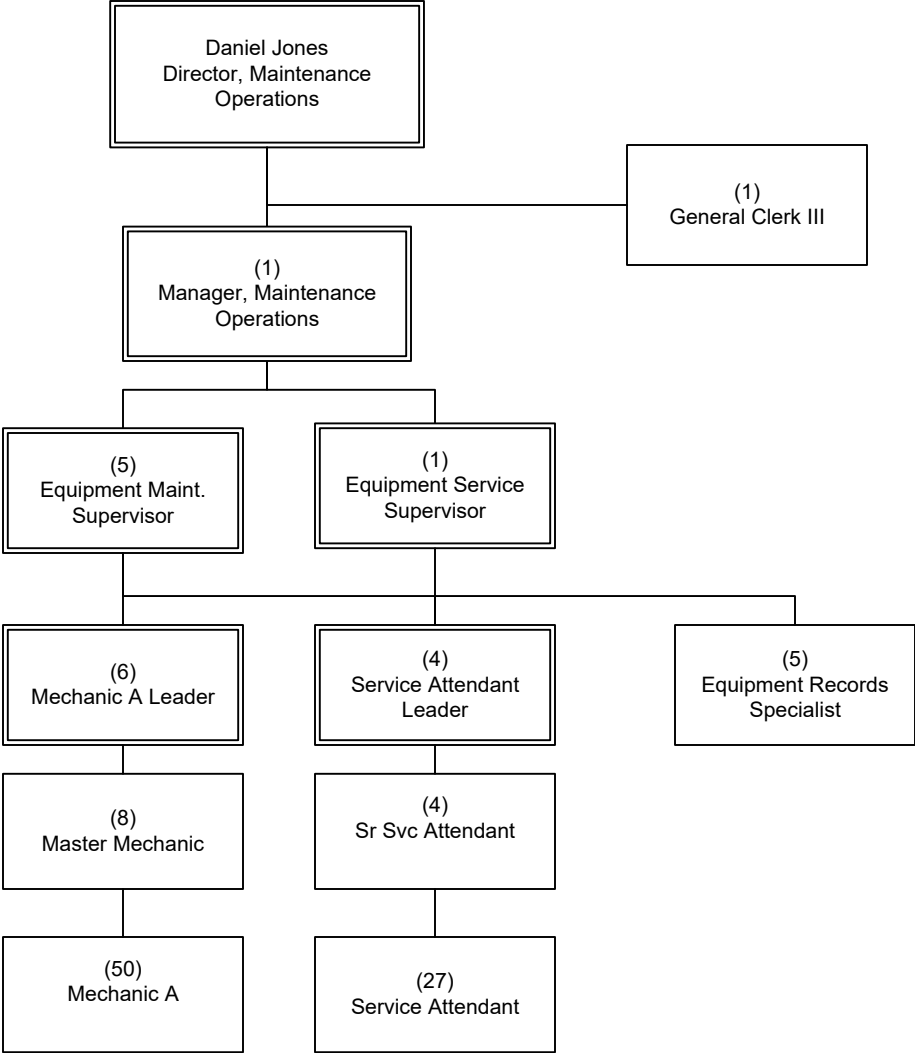 Daniel Jones
Director, Maintenance
Operations
(1)
General Clerk III
(1)
Manager, Maintenance
Operations
(5)
Equipment Maint.
Supervisor
(1)
Equipment Service
Supervisor
(6)
Mechanic A Leader
(4)
Service Attendant
Leader
(5)
Equipment Records
Specialist
(8)
Master Mechanic
(4)
Sr Svc Attendant
(50)
Mechanic A
(27)
Service Attendant